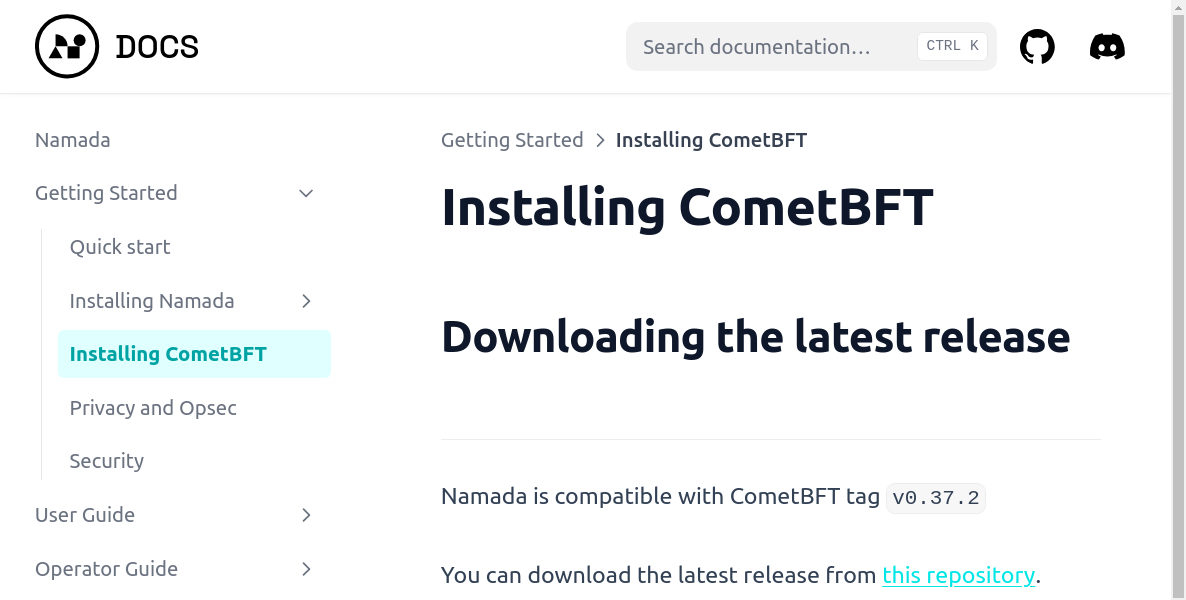 DOCS
Search documentation…
CTRL K
Namada
Getting Started
Quick start
Installing Namada
Installing CometBFT
Privacy and Opsec
Security
User Guide
Operator Guide
Getting Started > Installing CometBFT
Installing CometBFT
Downloading the latest release
Namada is compatible with CometBFT tag v0.37.2
You can download the latest release from this repository.